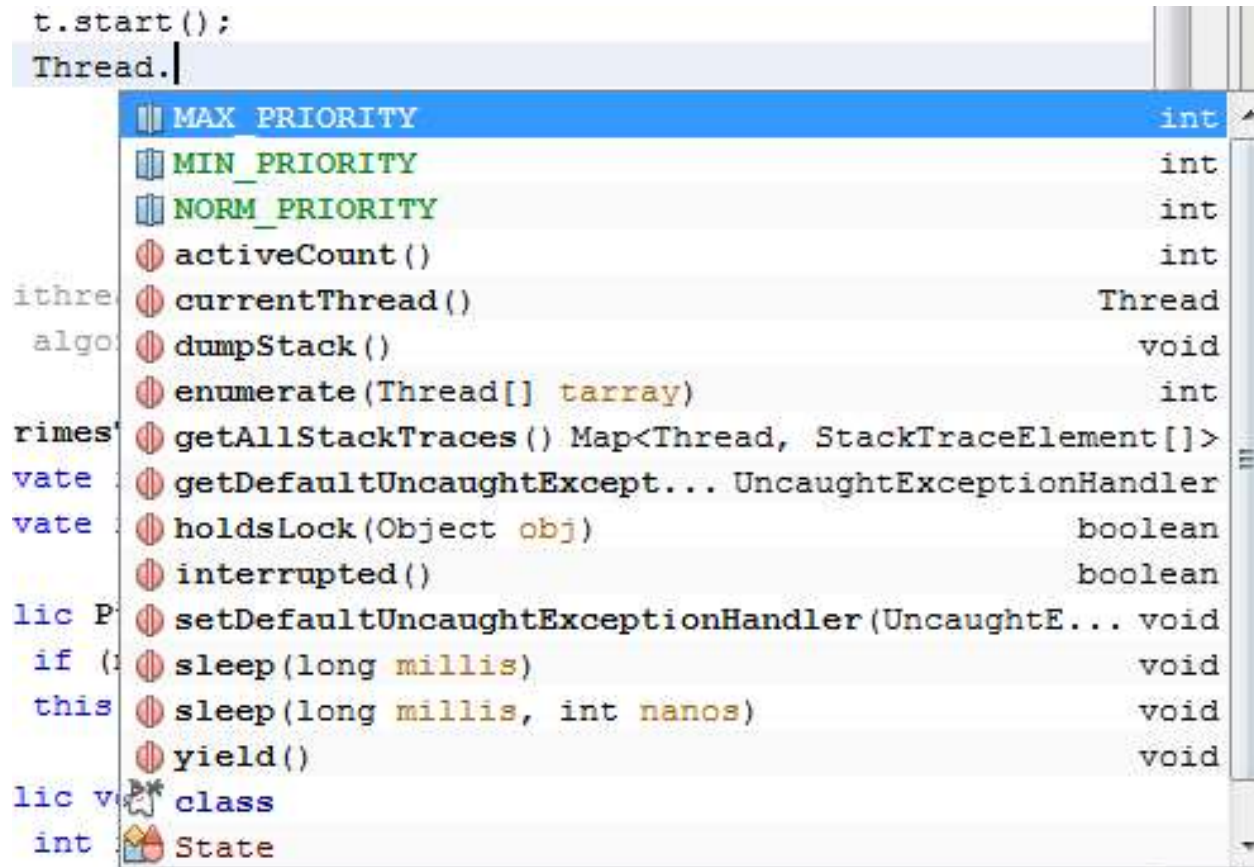 t.start();
Thread.
MAX_PRIORITY int
MIN_PRIORITY int
NORM_PRIORITY int
activeCount() int
ithre currentThread() Thread
algo dumpStack() void
enumerate(Thread[] tarray) int
rimes getAllStackTraces() Map<Thread, StackTraceElement[]>
vate getDefaultUncaughtExcept... UncaughtExceptionHandler
vate holdsLock(Object obj) boolean
interrupted() boolean
lic P setDefaultUncaughtExceptionHandler(UncaughtE... void
if ( sleep(long millis) void
this sleep(long millis, int nanos) void
yield() void
lic v class
int State